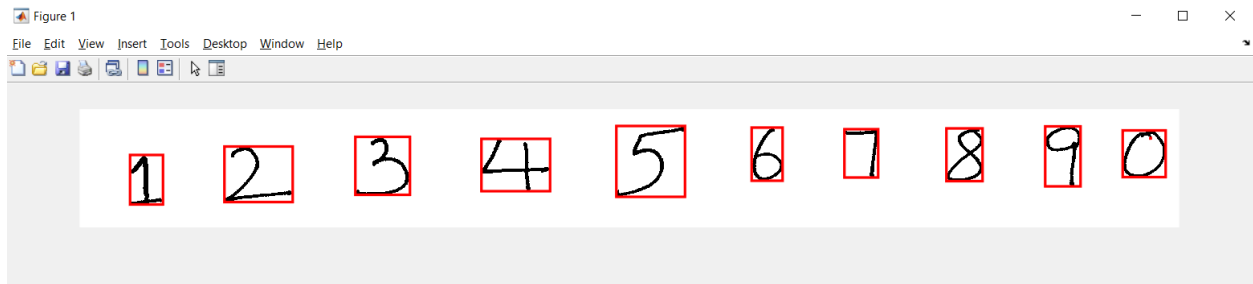 Figure 1
File Edit View Insert Tools Desktop Window Help
1 2 3 4 5 6 7 8 9 0